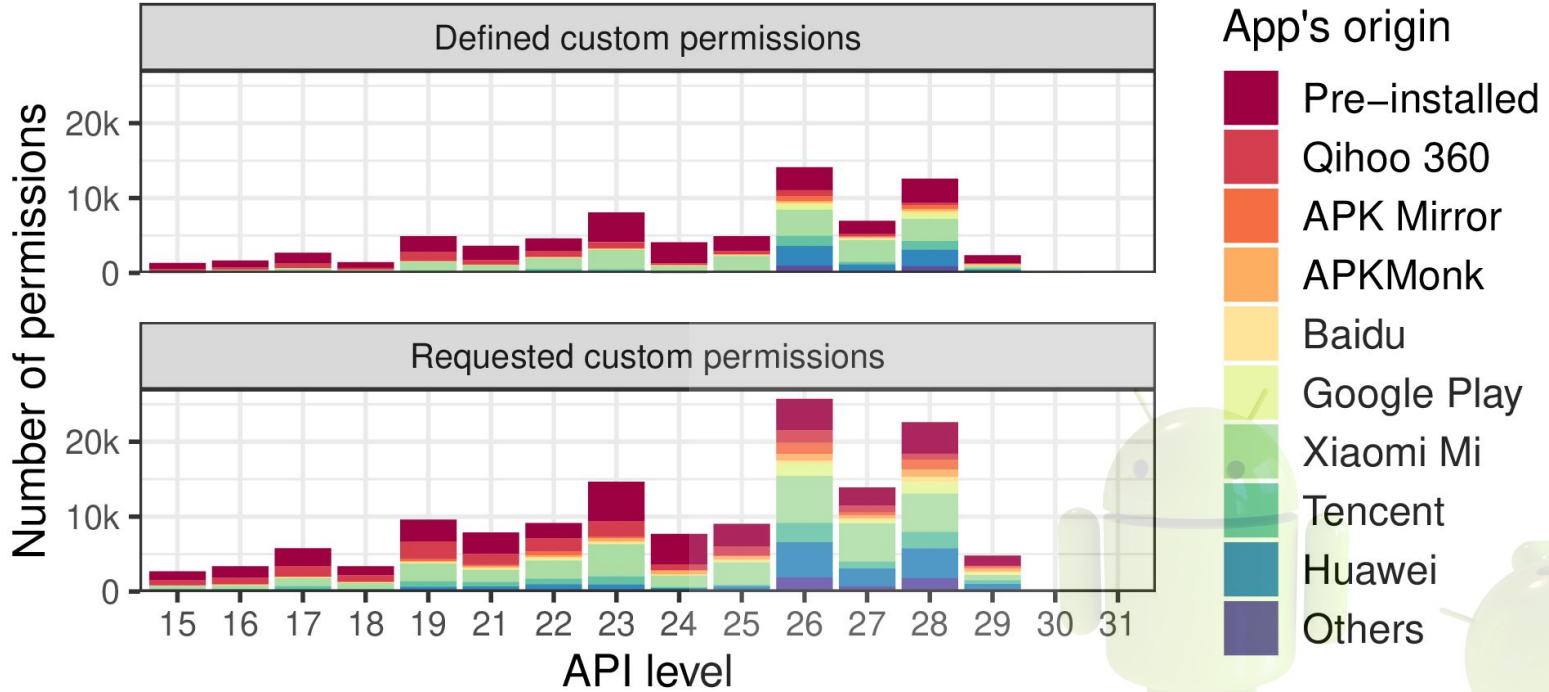 Defined custom permissions
20k
10k
0
Requested custom permissions
20k
10k
0
15 16 17 18 19 21 22 23 24 25 26 27 28 29 30 31
API level
Number of permissions
App's origin
Pre−installed
Qihoo 360
APK Mirror
APKMonk
Baidu
Google Play
Xiaomi Mi
Tencent
Huawei
Others